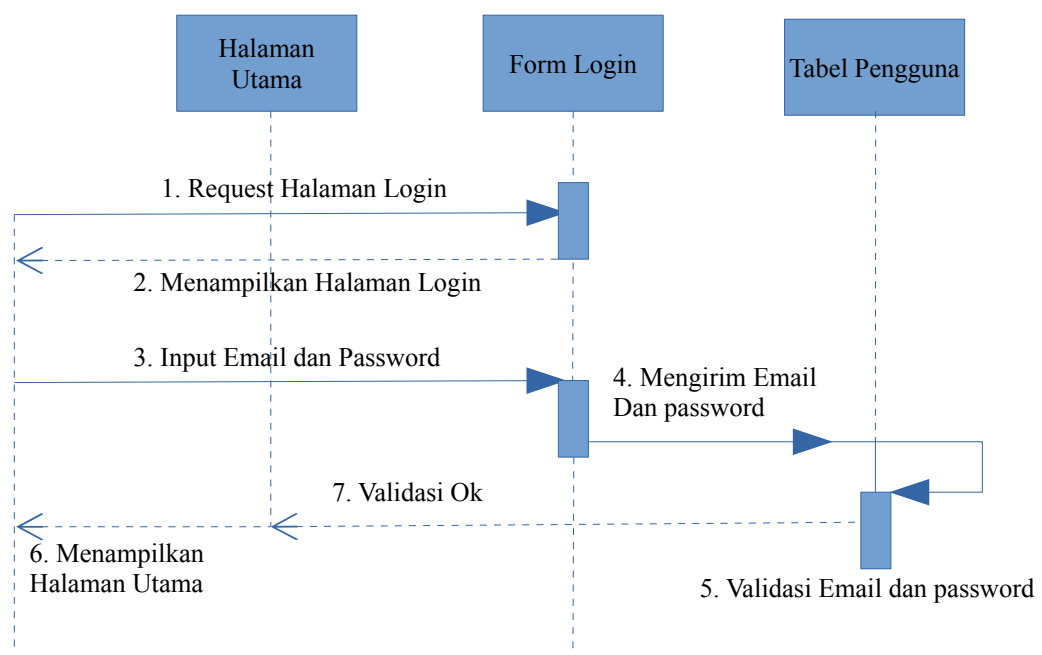 Halaman
Utama
Form Login
Tabel Pengguna
1. Request Halaman Login
2. Menampilkan Halaman Login
3. Input Email dan Password
4. Mengirim Email
Dan password
7. Validasi Ok
6. Menampilkan
Halaman Utama
5. Validasi Email dan password